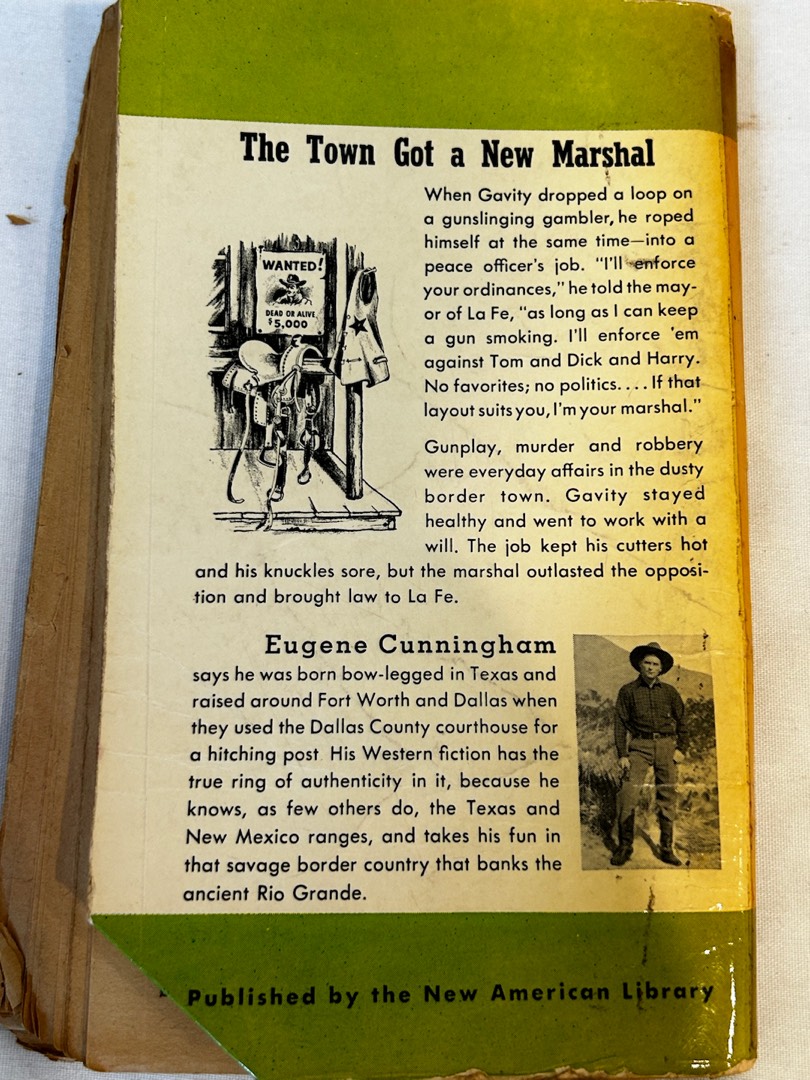 The Town Got a New Marshal
When Gavity dropped a loop on
a gunslinging gambler, he roped
himself at the same time—into a
peace officer's job. "I'll enforce
your ordinances," he told the may-
or of La Fe, "as long as I can keep
a gun smoking. I'll enforce 'em
against Tom and Dick and Harry.
No favorites; no politics.... If that
layout suits you, I'm your marshal."
WANTED!
DEAD OR ALIVE
$5,000
Gunplay, murder and robbery
were everyday affairs in the dusty
border town. Gavity stayed
healthy and went to work with a
will. The job kept his cutters hot
and his knuckles sore, but the marshal outlasted the opposi-
tion and brought law to La Fe.
Eugene Cunningham
says he was born bow-legged in Texas and
raised around Fort Worth and Dallas when
they used the Dallas County courthouse for
a hitching post His Western fiction has the
true ring of authenticity in it, because he
knows, as few others do, the Texas and
New Mexico ranges, and takes his fun in
that savage border country that banks the
ancient Rio Grande.
Published by the New American Library